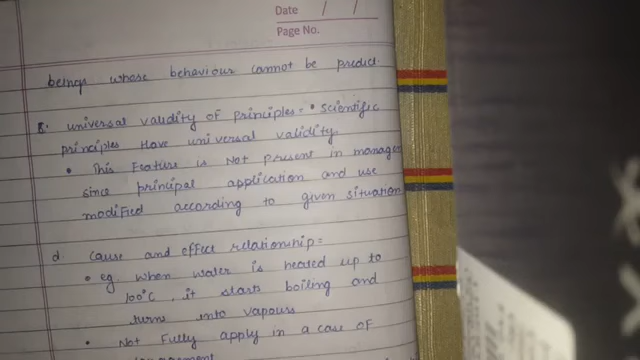 Date / /
Page No.
beings whose behaviour cannot be predict.
8. universal validity of principles = • scientific
principles have universal validity.
• This Feature is Not present in manage
since principal application and use
modified according to given situation
d cause and effect relationship =
• eg when water is heated up to
100°C, it starts boiling and
turns into vapours
• Not Fully apply in a case of